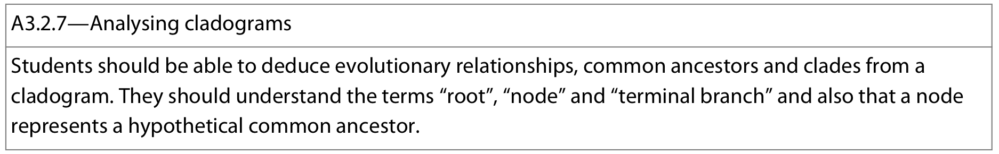 A3.2.7—Analysing cladograms
Students should be able to deduce evolutionary relationships, common ancestors and clades from a
cladogram. They should understand the terms “root”, “node” and “terminal branch” and also that a node
represents a hypothetical common ancestor.